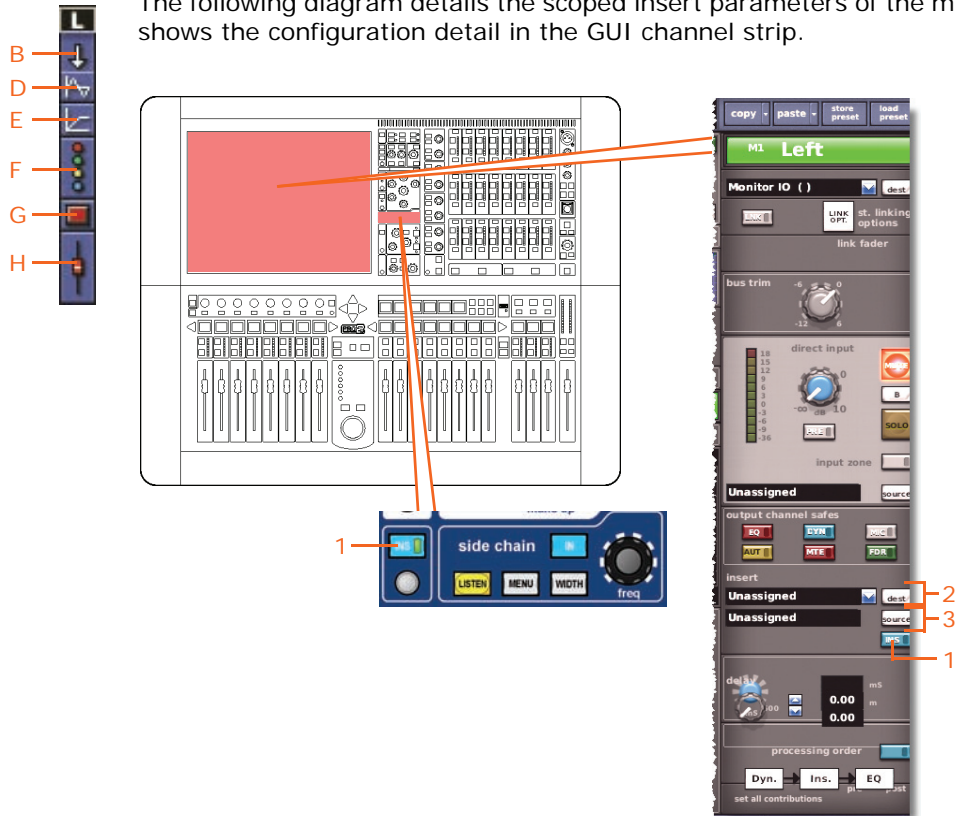 The following diagram details the scoped insert parameters of the m
shows the configuration detail in the GUI channel strip.
L
B
D
E
F
G
H
copy paste store preset load preset
M1 Left
Monitor IO ( ) dest
LINK LINK OPT. st. linking options
link fader
bus trim
-6 0
-12 6
direct input
18
15
12
9
6
3
0
-3
-6
-9
-36
0
-∞ dB 10
B
SOLO
input zone
Unassigned source
output channel safes
EQ DYN MIC
AUT MTE FDR
insert
Unassigned dest
Unassigned source
INS
2
3
1
delay
mS
0.00 m
0.00
processing order
Dyn. Ins. EQ
set all contributions
1
INS side chain IN
LISTEN MENU WIDTH
freq